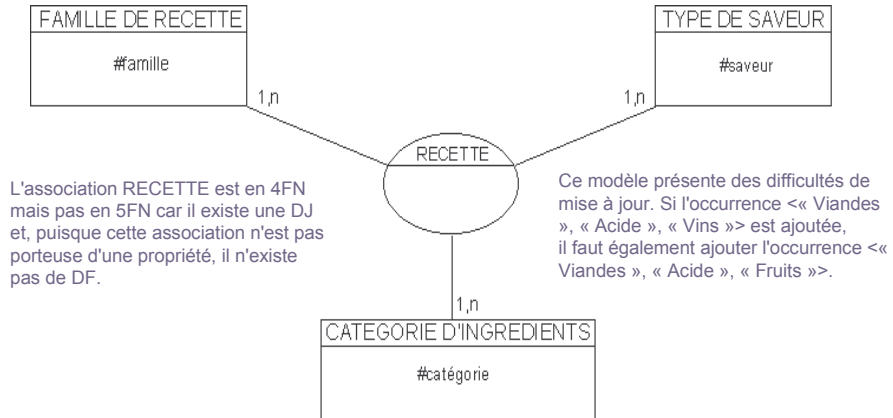 FAMILLE DE RECETTE
#famille
TYPE DE SAVEUR
#saveur
1,n
1,n
RECETTE
L'association RECETTE est en 4FN
mais pas en 5FN car il existe une DJ
et, puisque cette association n'est pas
porteuse d'une propriété, il n'existe
pas de DF.
Ce modèle présente des difficultés de
mise à jour. Si l'occurrence <« Viandes
», « Acide », « Vins »> est ajoutée,
il faut également ajouter l'occurrence <«
Viandes », « Acide », « Fruits »>.
1,n
CATEGORIE D'INGREDIENTS
#catégorie